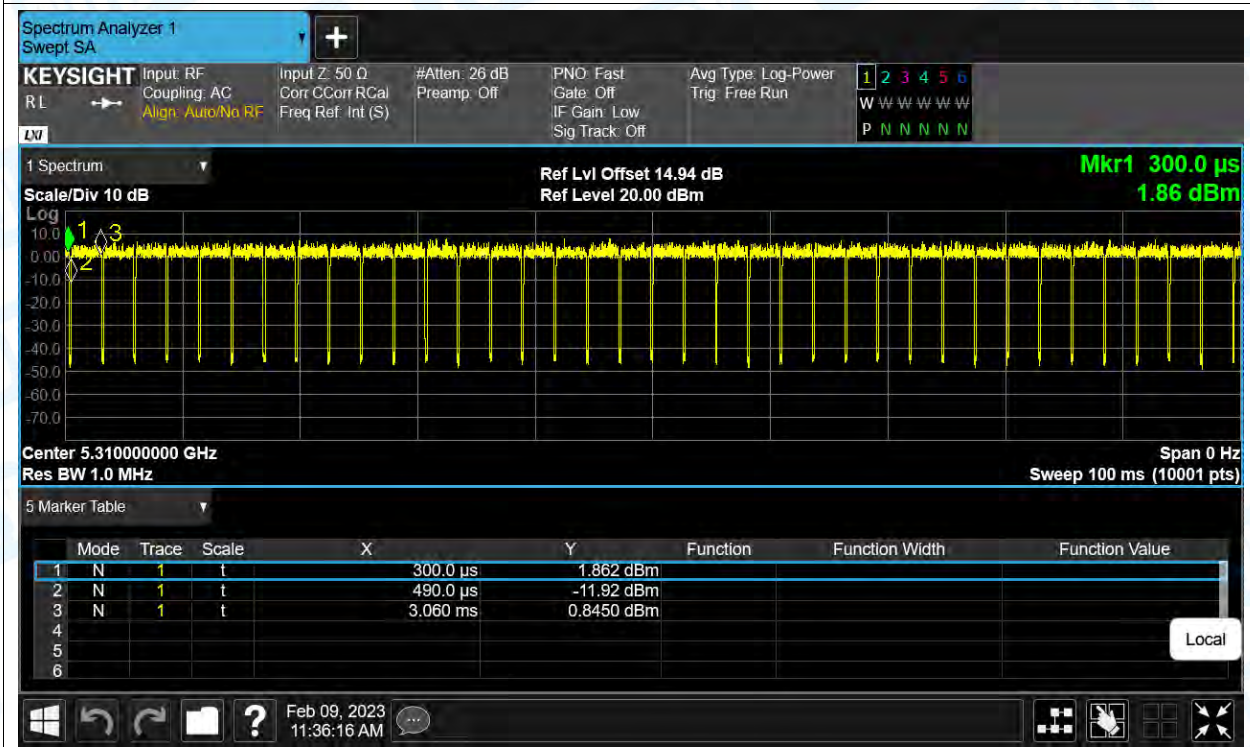 Spectrum Analyzer 1
Swept SA
+
KEYSIGHT Input: RF Input Z: 50 Ω #Atten: 26 dB PNO: Fast Avg Type: Log-Power 1 2 3 4 5 6
R L Coupling: AC Corr CCorr RCal Preamp: Off Gate: Off Trig: Free Run
Align: Auto/No RF Freq Ref: Int (S) IF Gain: Low W W W W W W
LXI Sig Track: Off P N N N N N
1 Spectrum Ref Lvl Offset 14.94 dB Mkr1 300.0 µs
Scale/Div 10 dB Ref Level 20.00 dBm 1.86 dBm
Log
10.0
0.00
-10.0
-20.0
-30.0
-40.0
-50.0
-60.0
-70.0
1
3
2
Center 5.310000000 GHz Span 0 Hz
Res BW 1.0 MHz Sweep 100 ms (10001 pts)
5 Marker Table
Mode Trace Scale X Y Function Function Width Function Value
1 N 1 t 300.0 µs 1.862 dBm
2 N 1 t 490.0 µs -11.92 dBm
3 N 1 t 3.060 ms 0.8450 dBm
4
5
6
Local
? Feb 09, 2023
11:36:16 AM